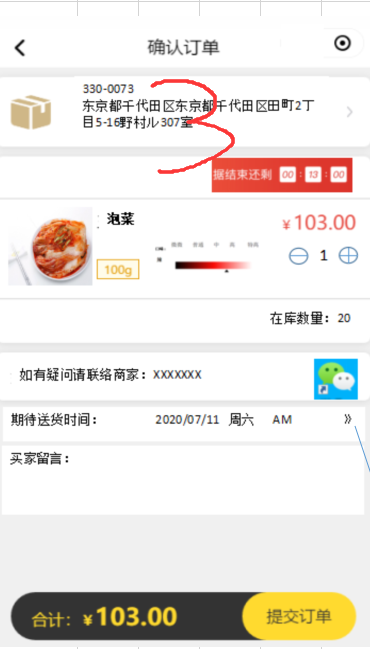 确认订单
330-0073
东京都千代田区东京都千代田区田町2丁
目5-16野村ル307室
据结束还剩 00 : 13 : 00
泡菜
¥103.00
100g
1
在库数量：20
如有疑问请联络商家：XXXXXXX
期待送货时间： 2020/07/11 周六 AM »
买家留言：
合计：¥103.00 提交订单